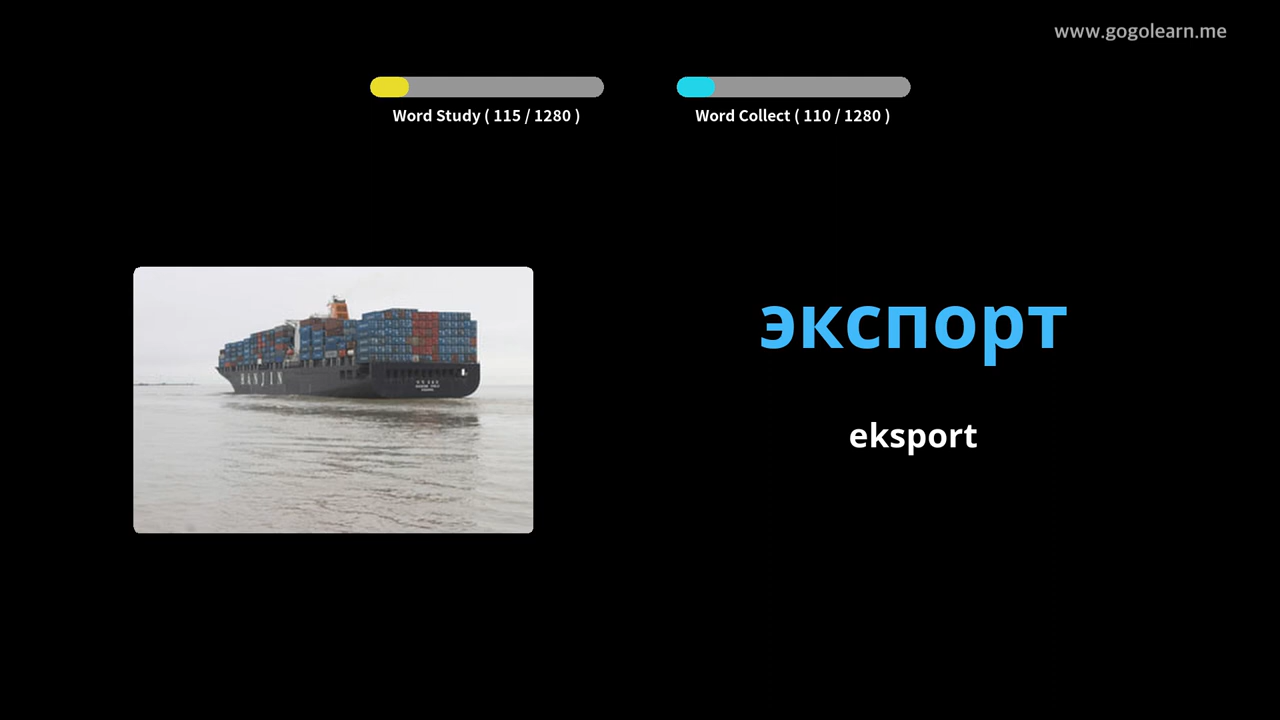 www.gogolearn.me
Word Study ( 115 / 1280 )
Word Collect ( 110 / 1280 )
HANJIN
экспорт
eksport